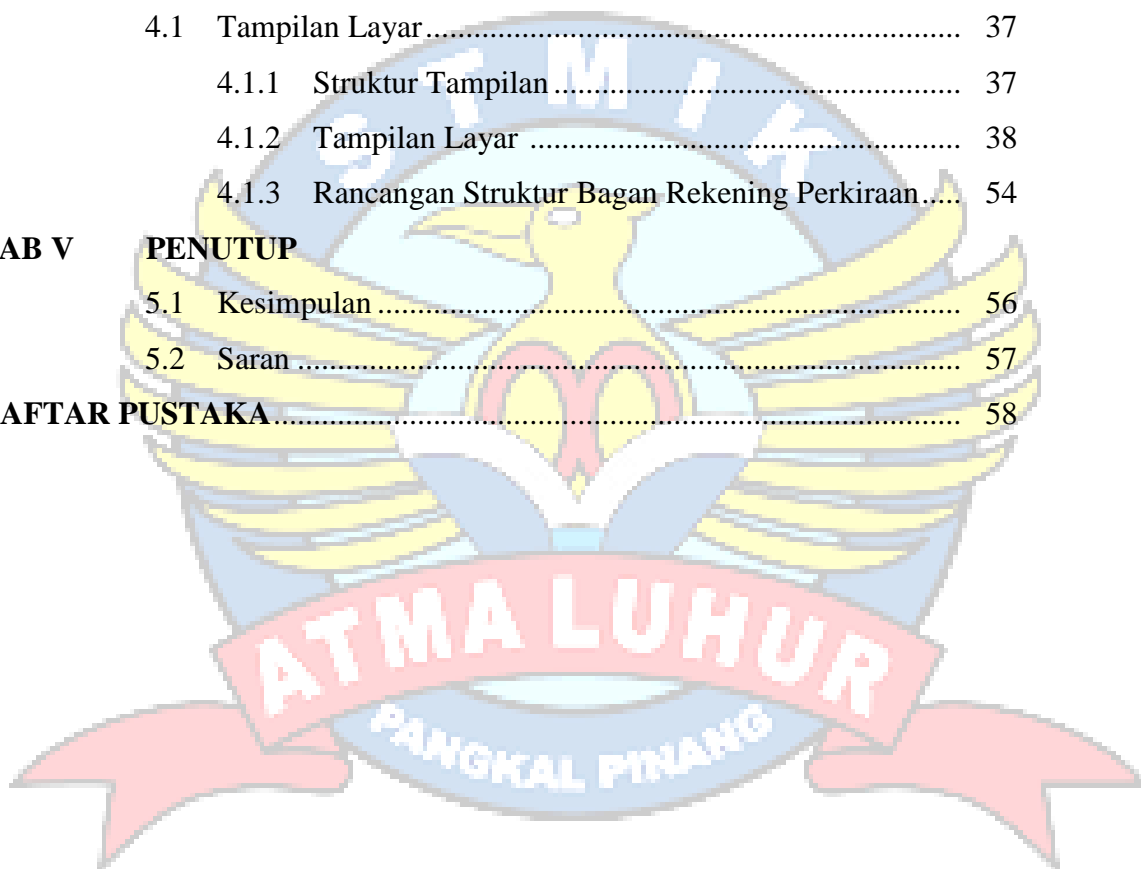 4.1 Tampilan Layar.................................................................. 37
4.1.1 Struktur Tampilan.................................................. 37
4.1.2 Tampilan Layar ..................................................... 38
4.1.3 Rancangan Struktur Bagan Rekening Perkiraan..... 54
AB V PENUTUP
5.1 Kesimpulan........................................................................ 56
5.2 Saran.................................................................................. 57
AFTAR PUSTAKA..................................................................................... 58
STMIK
ATMA LUHUR
PANGKAL PINANG